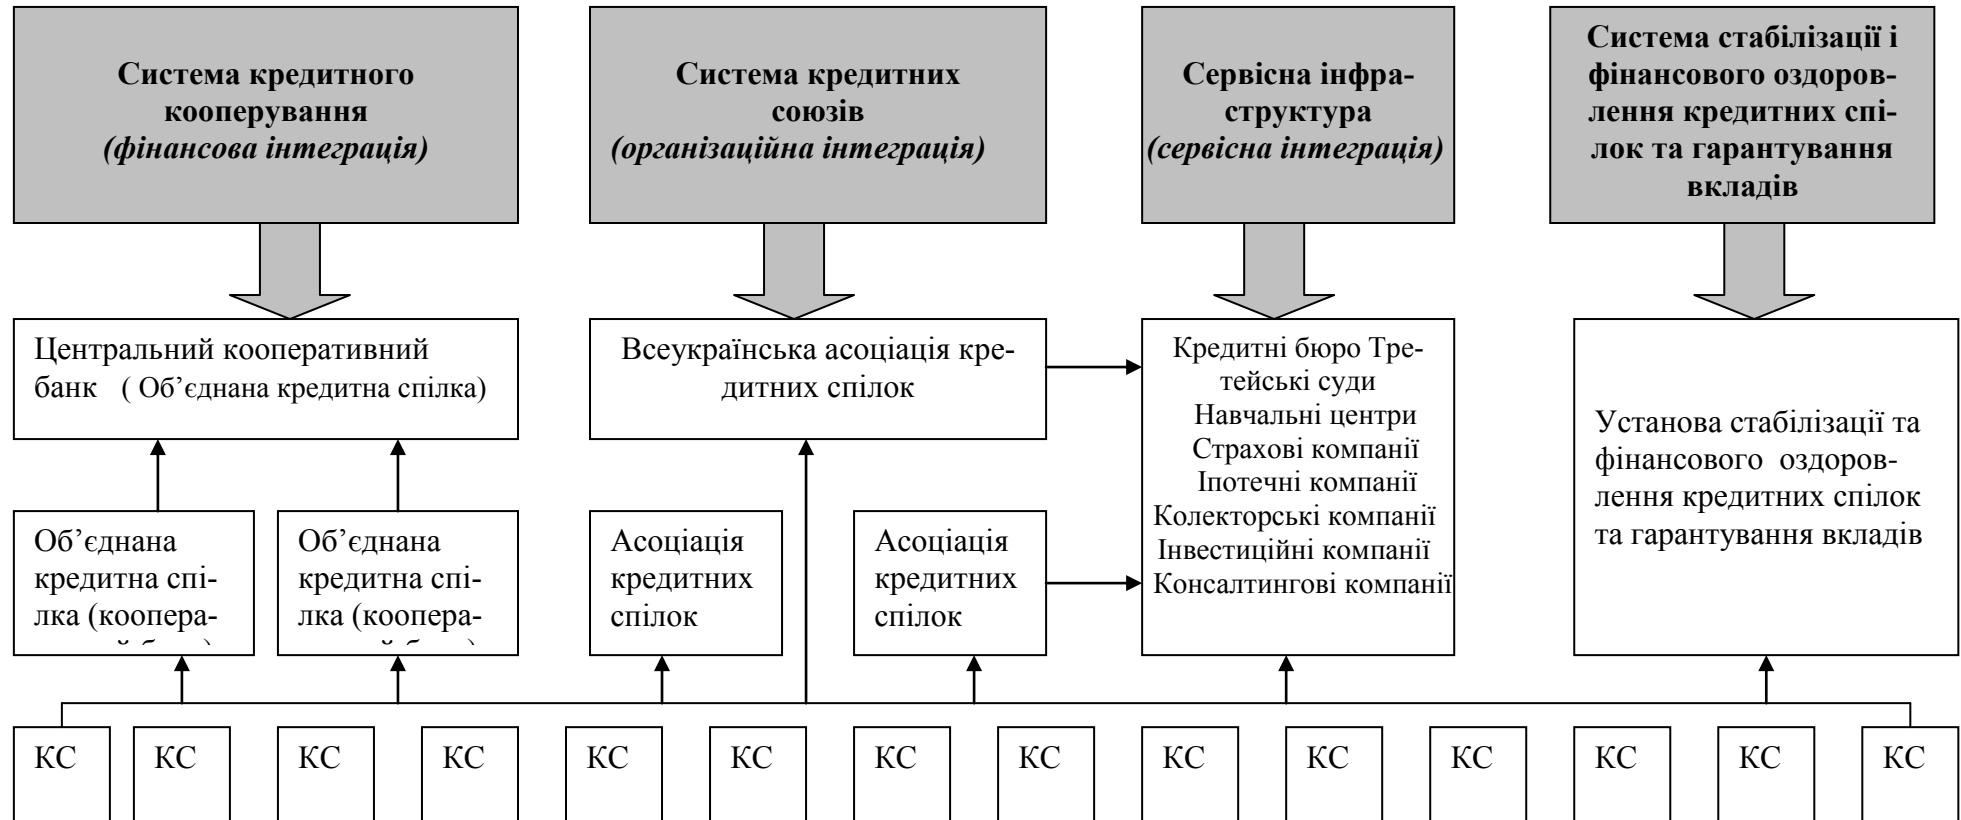 Система кредитного
кооперування
(фінансова інтеграція)
Система кредитних
союзів
(організаційна інтеграція)
Сервісна інфра-
структура
(сервісна інтеграція)
Система стабілізації і
фінансового оздоров-
лення кредитних спі-
лок та гарантування
вкладів
Центральний кооперативний
банк ( Об’єднана кредитна спілка)
Всеукраїнська асоціація кре-
дитних спілок
Кредитні бюро Тре-
тейські суди
Навчальні центри
Страхові компанії
Іпотечні компанії
Колекторські компанії
Інвестиційні компанії
Консалтингові компанії
Установа стабілізації та
фінансового оздоров-
лення кредитних спілок
та гарантування вкладів
Об’єднана
кредитна спі-
лка (коопера-
Об’єднана
кредитна спі-
лка (коопера-
Асоціація
кредитних
спілок
Асоціація
кредитних
спілок
КС
КС
КС
КС
КС
КС
КС
КС
КС
КС
КС
КС
КС
КС